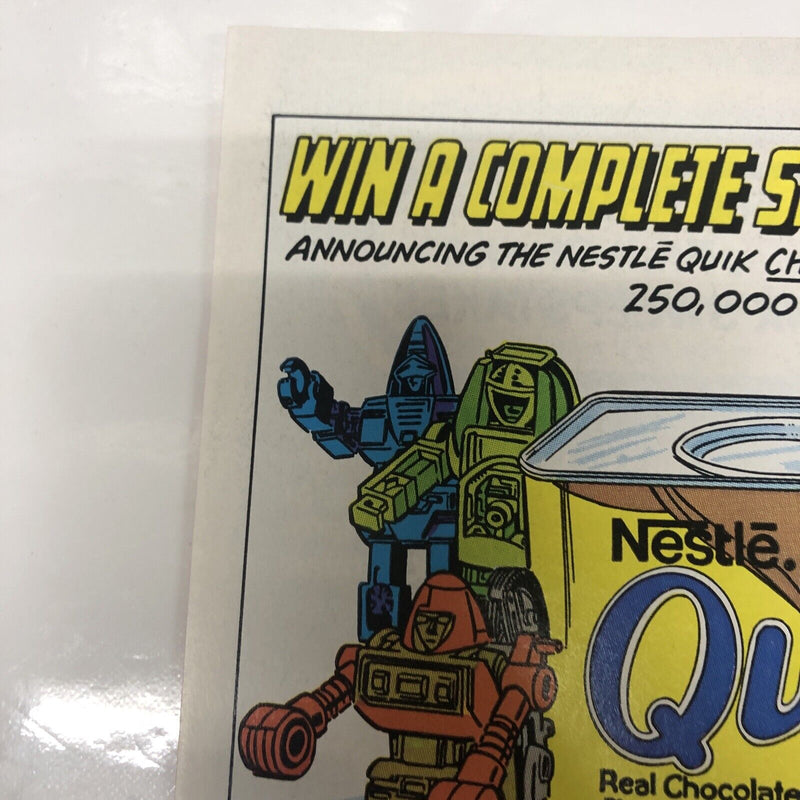 WIN A COMPLETE S
ANNOUNCING THE NESTLĒ QUIK CH
250,000
Nestlē.
Qu
Real Chocolate